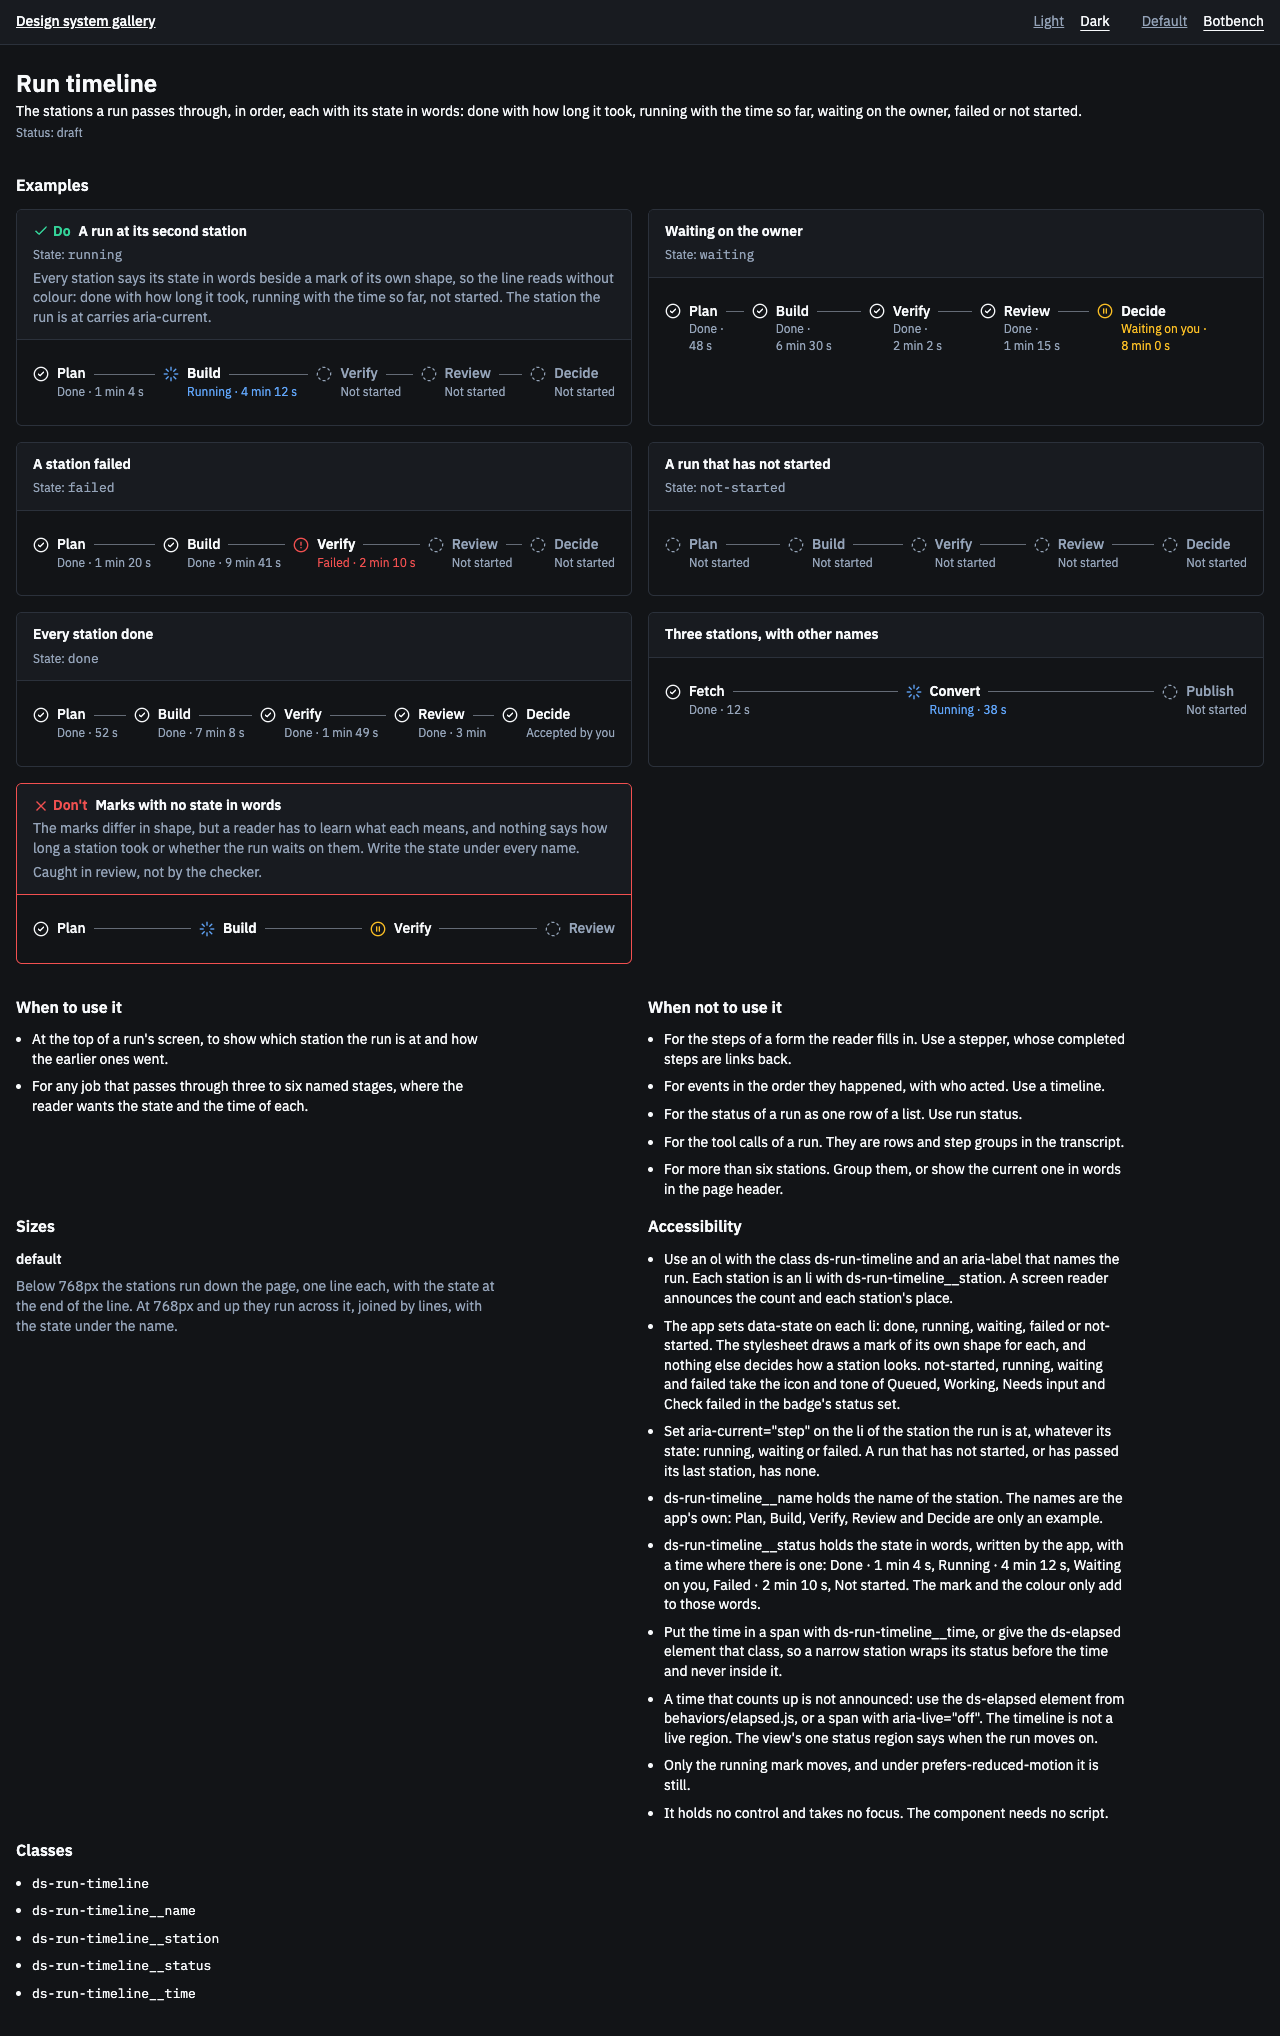 Design system gallery
Light Dark Default Botbench
Run timeline
The stations a run passes through, in order, each with its state in words: done with how long it took, running with the time so far, waiting on the owner, failed or not started.
Status: draft
Examples
Do A run at its second station
State: running
Every station says its state in words beside a mark of its own shape, so the line reads without
colour: done with how long it took, running with the time so far, not started. The station the
run is at carries aria-current.
Plan Build Verify Review Decide
Done · 1 min 4 s Running · 4 min 12 s Not started Not started Not started
Waiting on the owner
State: waiting
Plan Build Verify Review Decide
Done · Done · Done · Done · Waiting on you ·
48 s 6 min 30 s 2 min 2 s 1 min 15 s 8 min 0 s
A station failed
State: failed
Plan Build Verify Review Decide
Done · 1 min 20 s Done · 9 min 41 s Failed · 2 min 10 s Not started Not started
A run that has not started
State: not-started
Plan Build Verify Review Decide
Not started Not started Not started Not started Not started
Every station done
State: done
Plan Build Verify Review Decide
Done · 52 s Done · 7 min 8 s Done · 1 min 49 s Done · 3 min Accepted by you
Three stations, with other names
Fetch Convert Publish
Done · 12 s Running · 38 s Not started
Don't Marks with no state in words
The marks differ in shape, but a reader has to learn what each means, and nothing says how
long a station took or whether the run waits on them. Write the state under every name.
Caught in review, not by the checker.
Plan Build Verify Review
When to use it
At the top of a run's screen, to show which station the run is at and how
the earlier ones went.
For any job that passes through three to six named stages, where the
reader wants the state and the time of each.
When not to use it
For the steps of a form the reader fills in. Use a stepper, whose completed
steps are links back.
For events in the order they happened, with who acted. Use a timeline.
For the status of a run as one row of a list. Use run status.
For the tool calls of a run. They are rows and step groups in the transcript.
For more than six stations. Group them, or show the current one in words
in the page header.
Sizes
default
Below 768px the stations run down the page, one line each, with the state at
the end of the line. At 768px and up they run across it, joined by lines, with
the state under the name.
Accessibility
Use an ol with the class ds-run-timeline and an aria-label that names the
run. Each station is an li with ds-run-timeline__station. A screen reader
announces the count and each station's place.
The app sets data-state on each li: done, running, waiting, failed or not-
started. The stylesheet draws a mark of its own shape for each, and
nothing else decides how a station looks. not-started, running, waiting
and failed take the icon and tone of Queued, Working, Needs input and
Check failed in the badge's status set.
Set aria-current="step" on the li of the station the run is at, whatever its
state: running, waiting or failed. A run that has not started, or has passed
its last station, has none.
ds-run-timeline__name holds the name of the station. The names are the
app's own: Plan, Build, Verify, Review and Decide are only an example.
ds-run-timeline__status holds the state in words, written by the app, with
a time where there is one: Done · 1 min 4 s, Running · 4 min 12 s, Waiting
on you, Failed · 2 min 10 s, Not started. The mark and the colour only add
to those words.
Put the time in a span with ds-run-timeline__time, or give the ds-elapsed
element that class, so a narrow station wraps its status before the time
and never inside it.
A time that counts up is not announced: use the ds-elapsed element from
behaviors/elapsed.js, or a span with aria-live="off". The timeline is not a
live region. The view's one status region says when the run moves on.
Only the running mark moves, and under prefers-reduced-motion it is
still.
It holds no control and takes no focus. The component needs no script.
Classes
ds-run-timeline
ds-run-timeline__name
ds-run-timeline__station
ds-run-timeline__status
ds-run-timeline__time